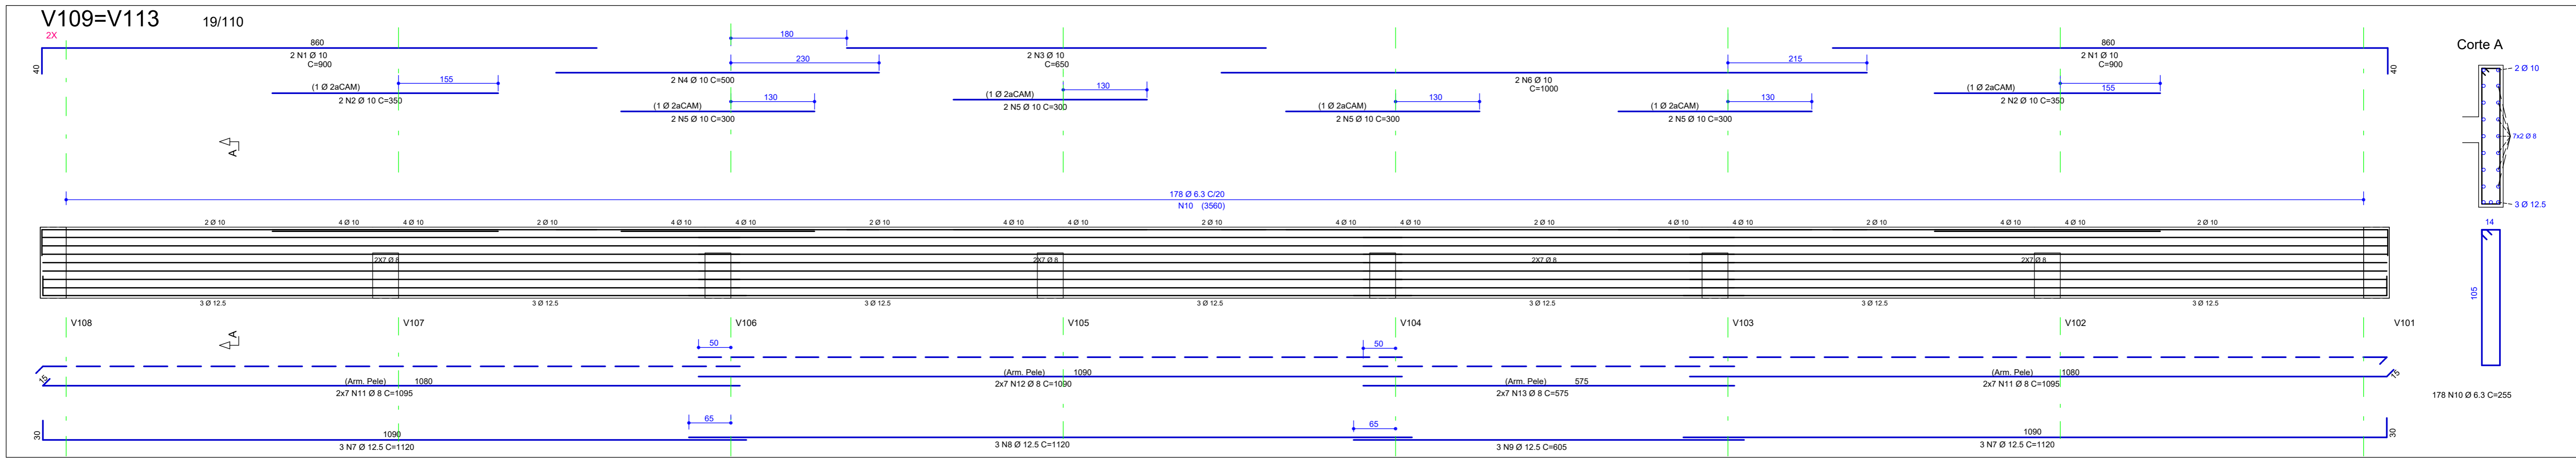 V109=V113 19/110
2X
180
860 860
2 N1 Ø 10 2 N3 Ø 10 2 N1 Ø 10
C=900 C=650 C=900
Corte A
40 230 215 40
2 Ø 10
155 2 N4 Ø 10 C=500 2 N6 Ø 10 155
C=1000
(1 Ø 2aCAM) (1 Ø 2aCAM)
2 N2 Ø 10 C=350 2 N2 Ø 10 C=350
130 130 130 130
(1 Ø 2aCAM) (1 Ø 2aCAM) (1 Ø 2aCAM) (1 Ø 2aCAM)
2 N5 Ø 10 C=300 2 N5 Ø 10 C=300 2 N5 Ø 10 C=300 2 N5 Ø 10 C=300
7x2 Ø 8
A
178 Ø 6.3 C/20
N10 (3560)
3 Ø 12.5
2 Ø 10 4 Ø 10 4 Ø 10 2 Ø 10 4 Ø 10 4 Ø 10 2 Ø 10 4 Ø 10 4 Ø 10 2 Ø 10 4 Ø 10 4 Ø 10 2 Ø 10 4 Ø 10 4 Ø 10 2 Ø 10 4 Ø 10 4 Ø 10 2 Ø 10
14
2X7 Ø 8 2X7 Ø 8 2X7 Ø 8 2X7 Ø 8
105
3 Ø 12.5 3 Ø 12.5 3 Ø 12.5 3 Ø 12.5 3 Ø 12.5 3 Ø 12.5 3 Ø 12.5
V108 V107 V106 V105 V104 V103 V102 V101
A
50 50
15 (Arm. Pele) 1080 (Arm. Pele) 1090 (Arm. Pele) 575 (Arm. Pele) 1080 15
2x7 N11 Ø 8 C=1095 2x7 N12 Ø 8 C=1090 2x7 N13 Ø 8 C=575 2x7 N11 Ø 8 C=1095
178 N10 Ø 6.3 C=255
65 65
30 1090 1090 30
3 N7 Ø 12.5 C=1120 3 N8 Ø 12.5 C=1120 3 N9 Ø 12.5 C=605 3 N7 Ø 12.5 C=1120